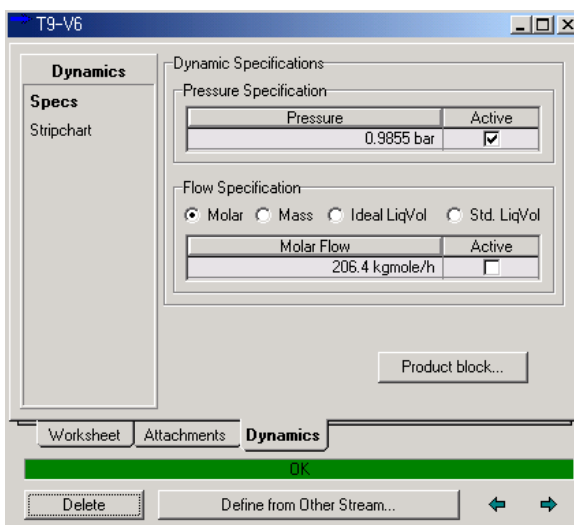 T9-V6
Dynamics
Specs
Stripchart
Dynamic Specifications
Pressure Specification
Pressure Active
0.9855 bar
Flow Specification
Molar Mass Ideal LiqVol Std. LiqVol
Molar Flow Active
206.4 kgmole/h
Product block...
Worksheet Attachments Dynamics
OK
Delete Define from Other Stream...